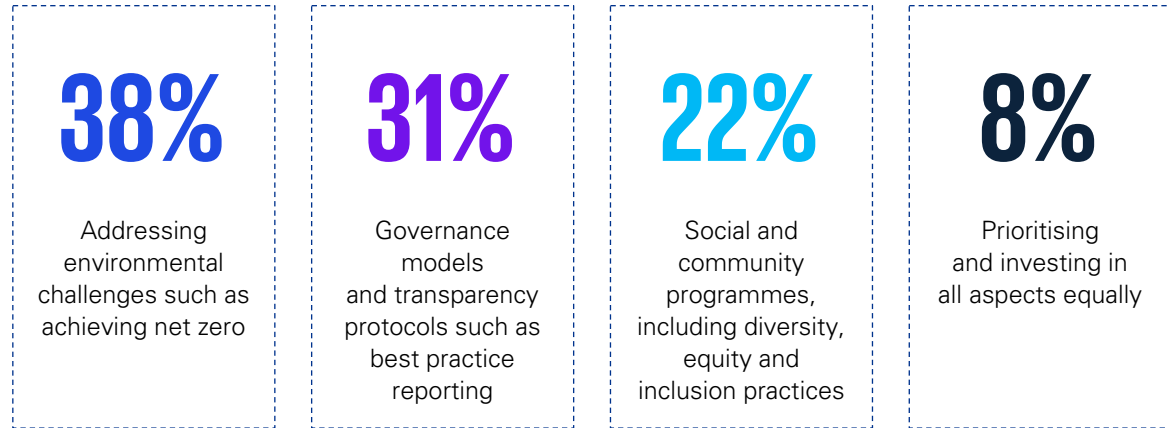 38%
Addressing
environmental
challenges such as
achieving net zero
31%
Governance
models
and transparency
protocols such as
best practice
reporting
22%
Social and
community
programmes,
including diversity,
equity and
inclusion practices
8%
Prioritising
and investing in
all aspects equally